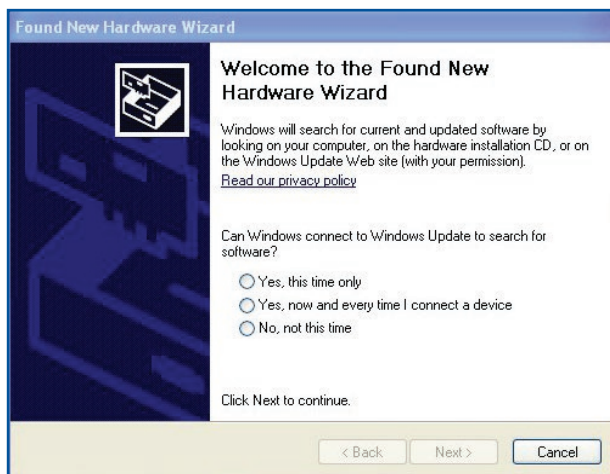 Found New Hardware Wizard
Welcome to the Found New
Hardware Wizard
Windows will search for current and updated software by
looking on your computer, on the hardware installation CD, or on
the Windows Update Web site (with your permission).
Read our privacy policy
Can Windows connect to Windows Update to search for
software?
Yes, this time only
Yes, now and every time I connect a device
No, not this time
Click Next to continue.
< Back Next > Cancel